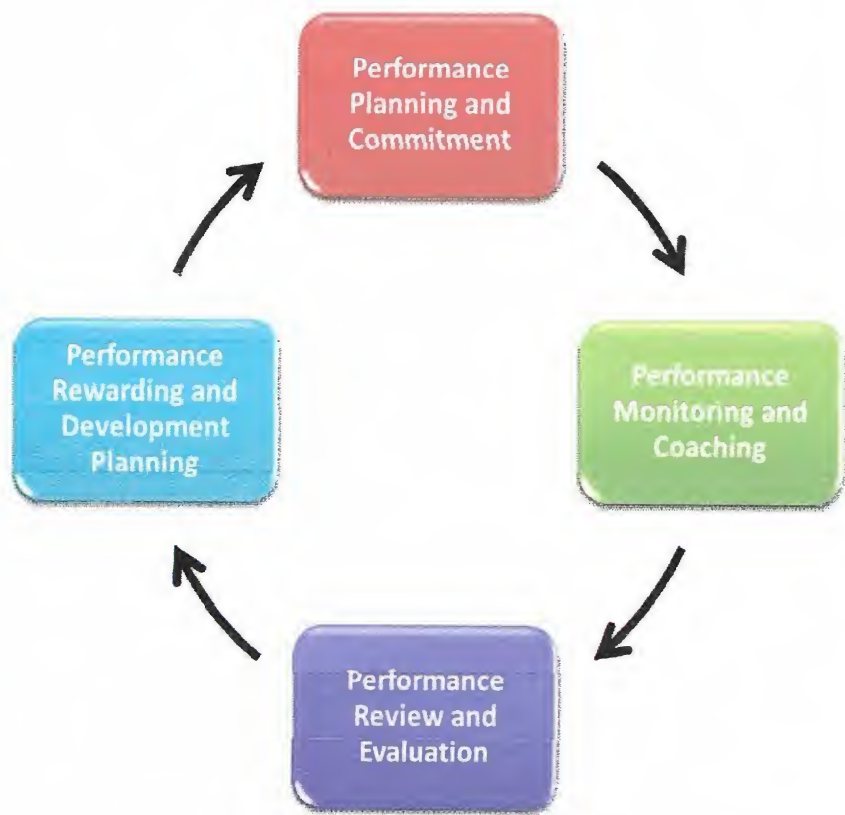 Performance
Planning and
Commitment
Performance
Monitoring and
Coaching
Performance
Review and
Evaluation
Performance
Rewarding and
Development
Planning